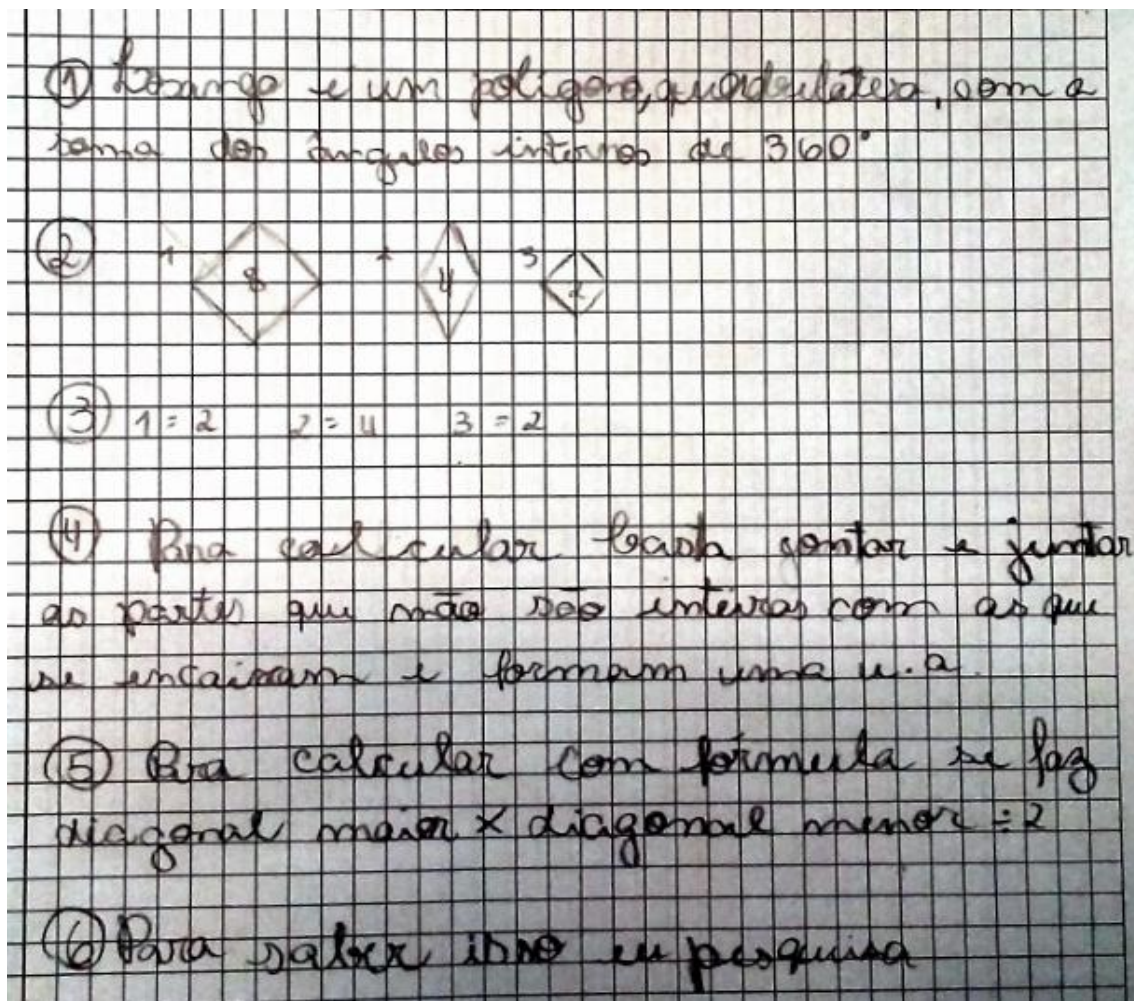 ① Losango é um polígono, quadrilátero, com a
soma dos ângulos internos de 360°
② 1 8 2 4 3 2
③ 1 = 2 2 = 4 3 = 2
④ Para calcular basta contar e juntar
as partes que não são inteiras com as que
se encaixam e formam uma u.a.
⑤ Para calcular com fórmula se faz
diagonal maior x diagonal menor ÷ 2
⑥ Para saber isso eu pesquisa